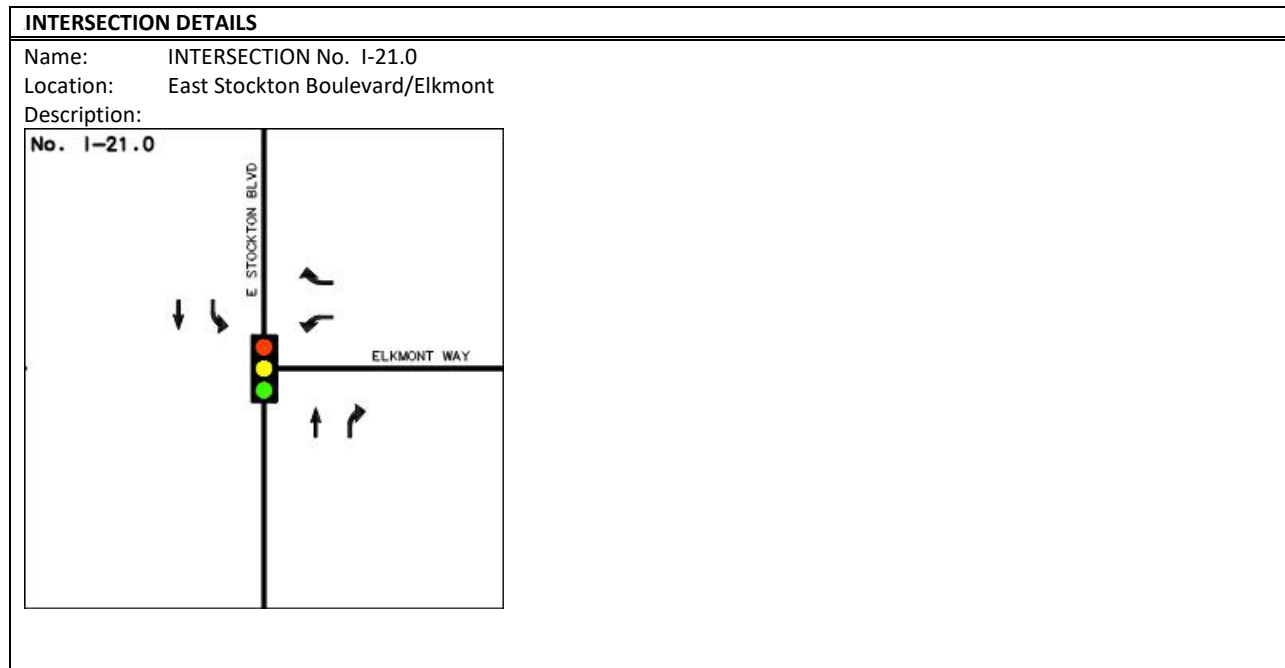 INTERSECTION DETAILS
Name: INTERSECTION No. I-21.0
Location: East Stockton Boulevard/Elkmont
Description:
No. I-21.0
E STOCKTON BLVD
ELKMONT WAY